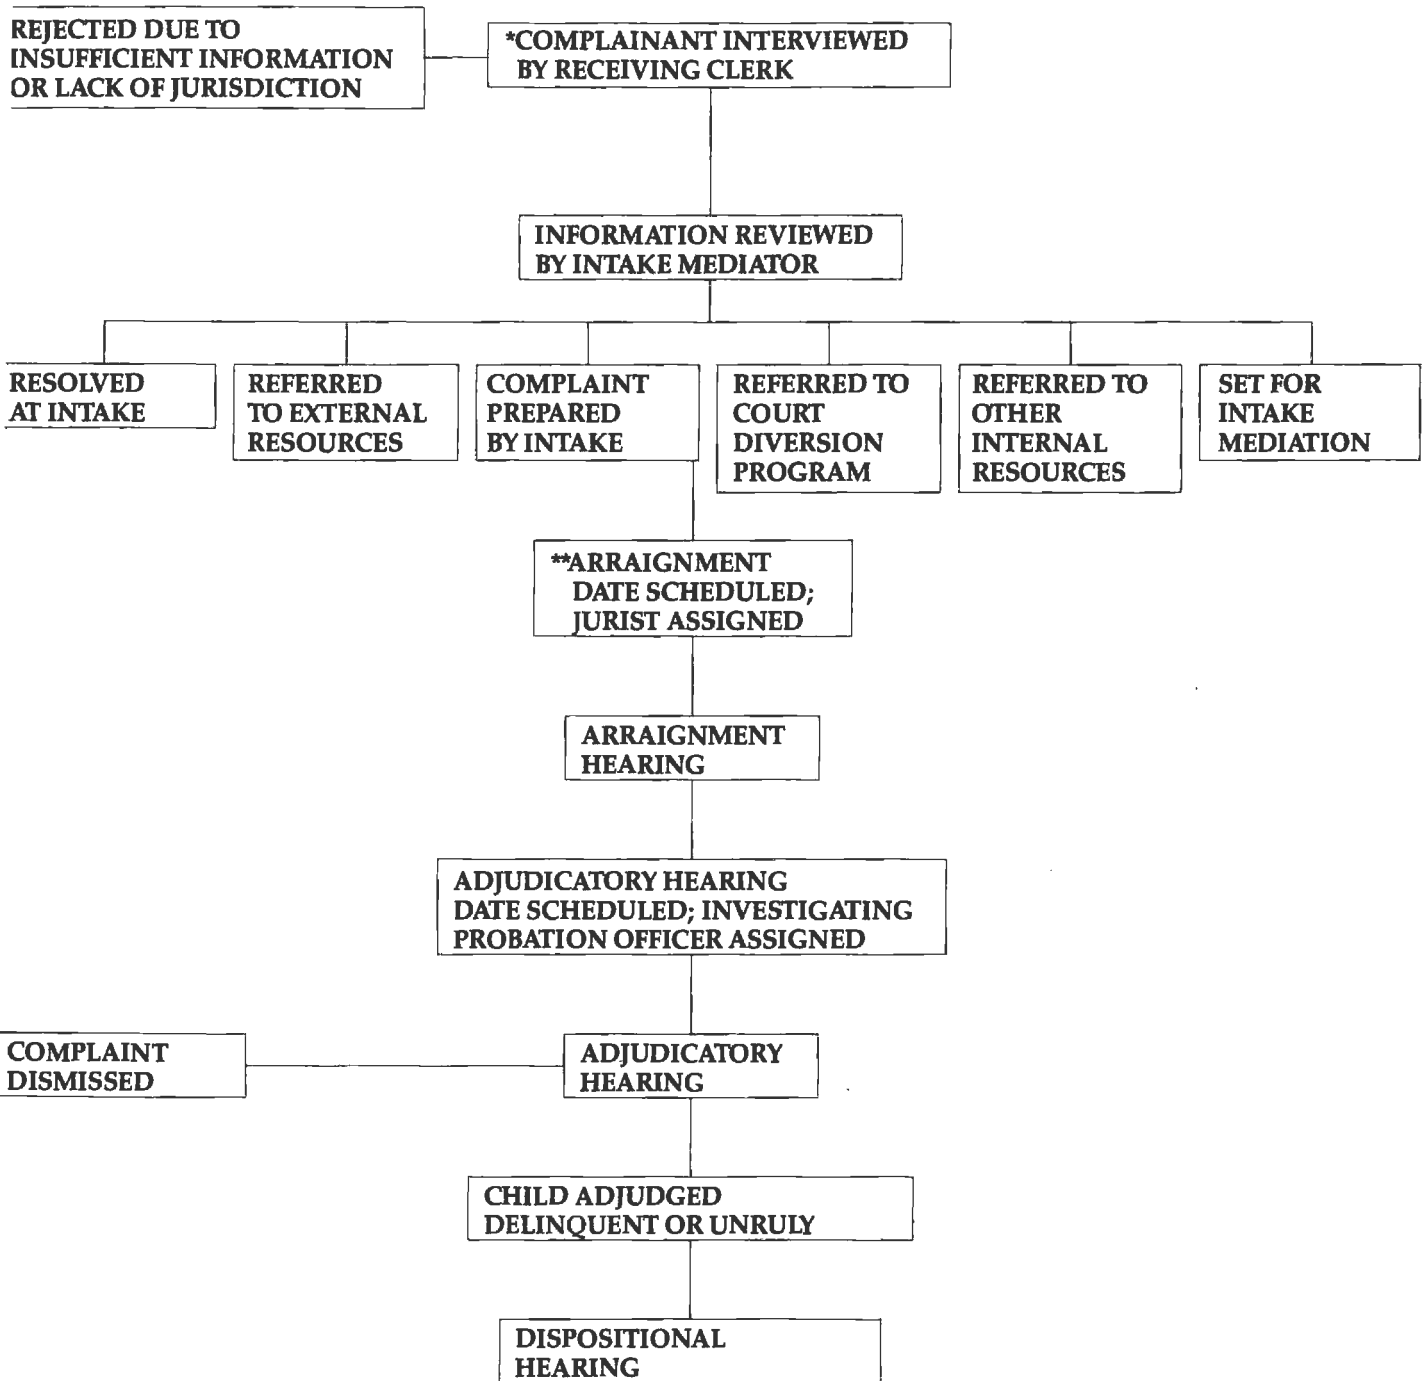 REJECTED DUE TO
INSUFFICIENT INFORMATION
OR LACK OF JURISDICTION
*COMPLAINANT INTERVIEWED
BY RECEIVING CLERK
INFORMATION REVIEWED
BY INTAKE MEDIATOR
RESOLVED
AT INTAKE
REFERRED
TO EXTERNAL
RESOURCES
COMPLAINT
PREPARED
BY INTAKE
REFERRED TO
COURT
DIVERSION
PROGRAM
REFERRED TO
OTHER
INTERNAL
RESOURCES
SET FOR
INTAKE
MEDIATION
**ARRAIGNMENT
DATE SCHEDULED;
JURIST ASSIGNED
ARRAIGNMENT
HEARING
ADJUDICATORY HEARING
DATE SCHEDULED; INVESTIGATING
PROBATION OFFICER ASSIGNED
COMPLAINT
DISMISSED
ADJUDICATORY
HEARING
CHILD ADJUDGED
DELINQUENT OR UNRULY
DISPOSITIONAL
HEARING